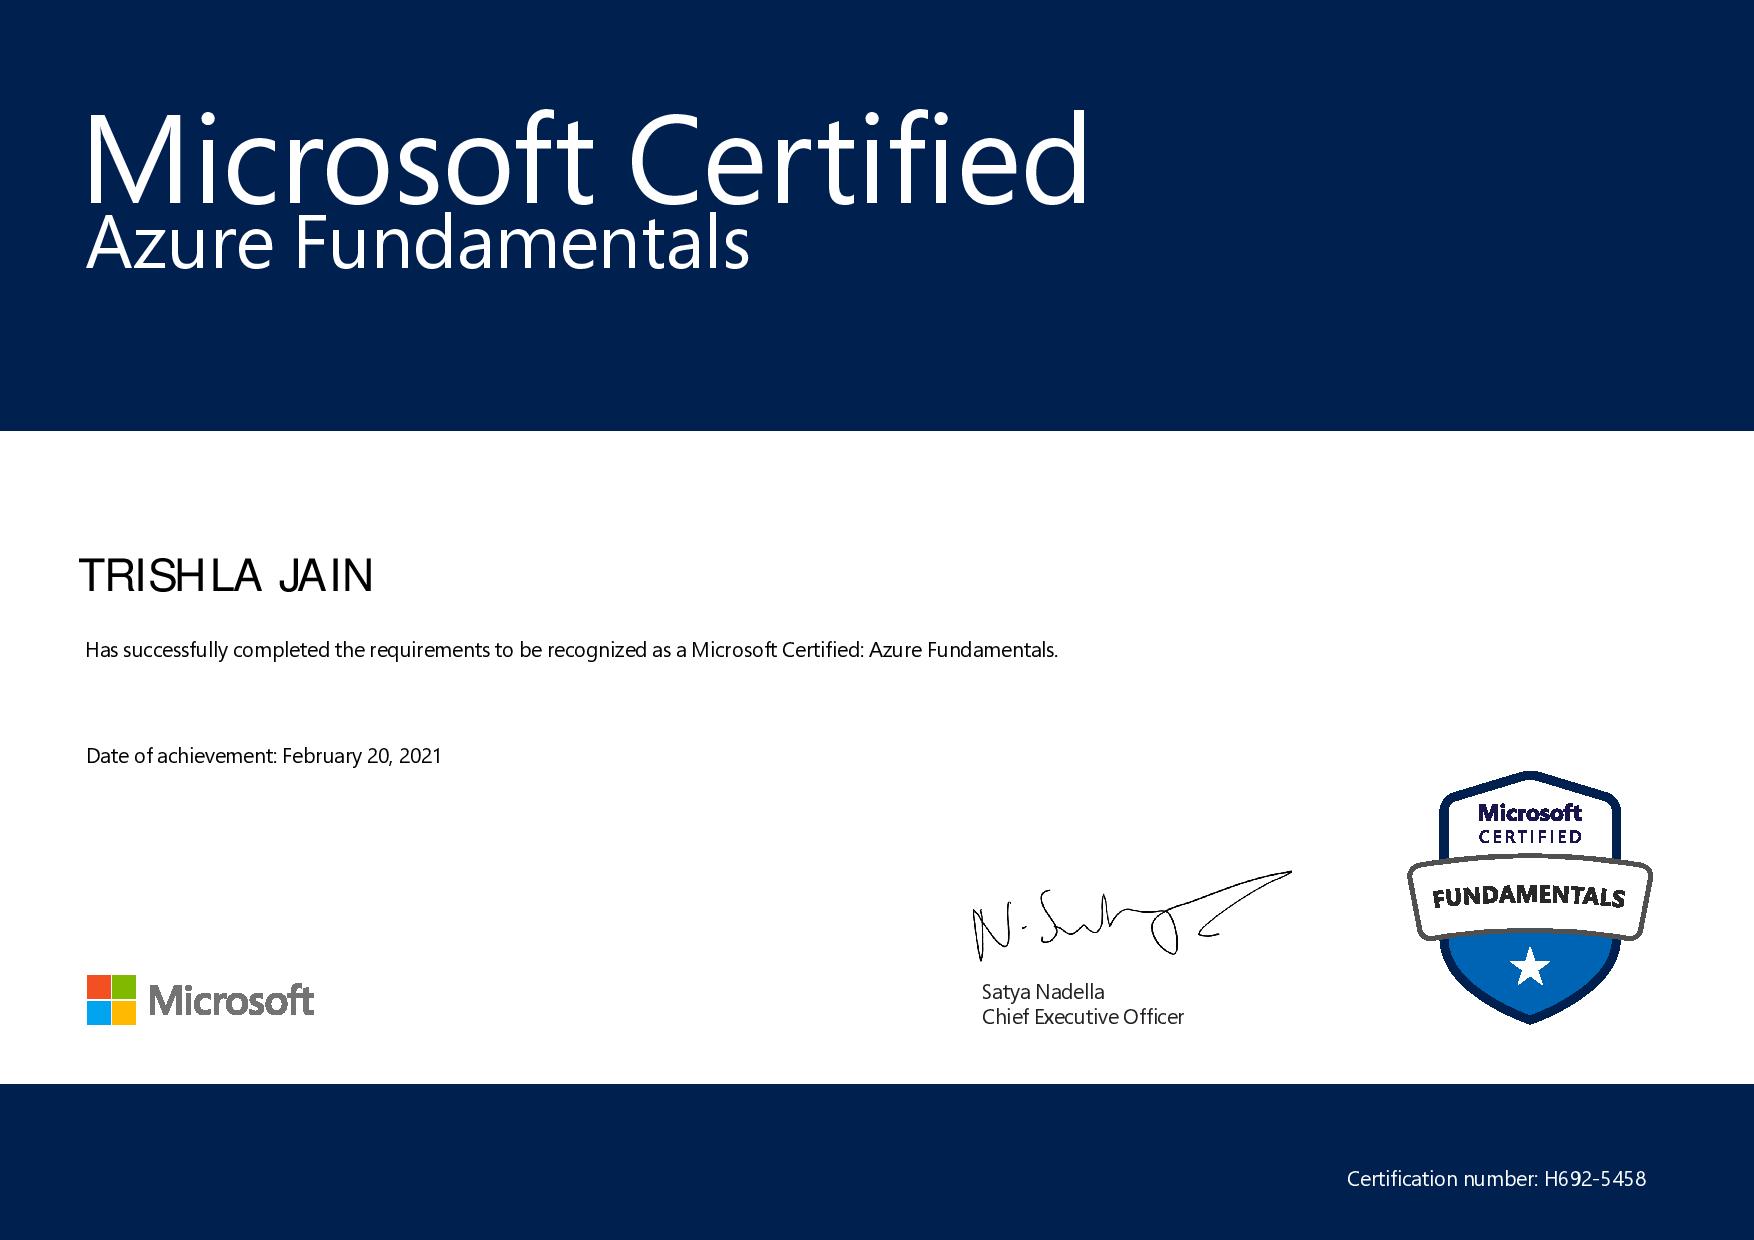 Microsoft Certified
Azure Fundamentals
TRISHLA JAIN
Has successfully completed the requirements to be recognized as a Microsoft Certified: Azure Fundamentals.
Date of achievement: February 20, 2021
Microsoft
CERTIFIED
FUNDAMENTALS
N. Satya
Satya Nadella
Chief Executive Officer
Microsoft
Certification number: H692-5458